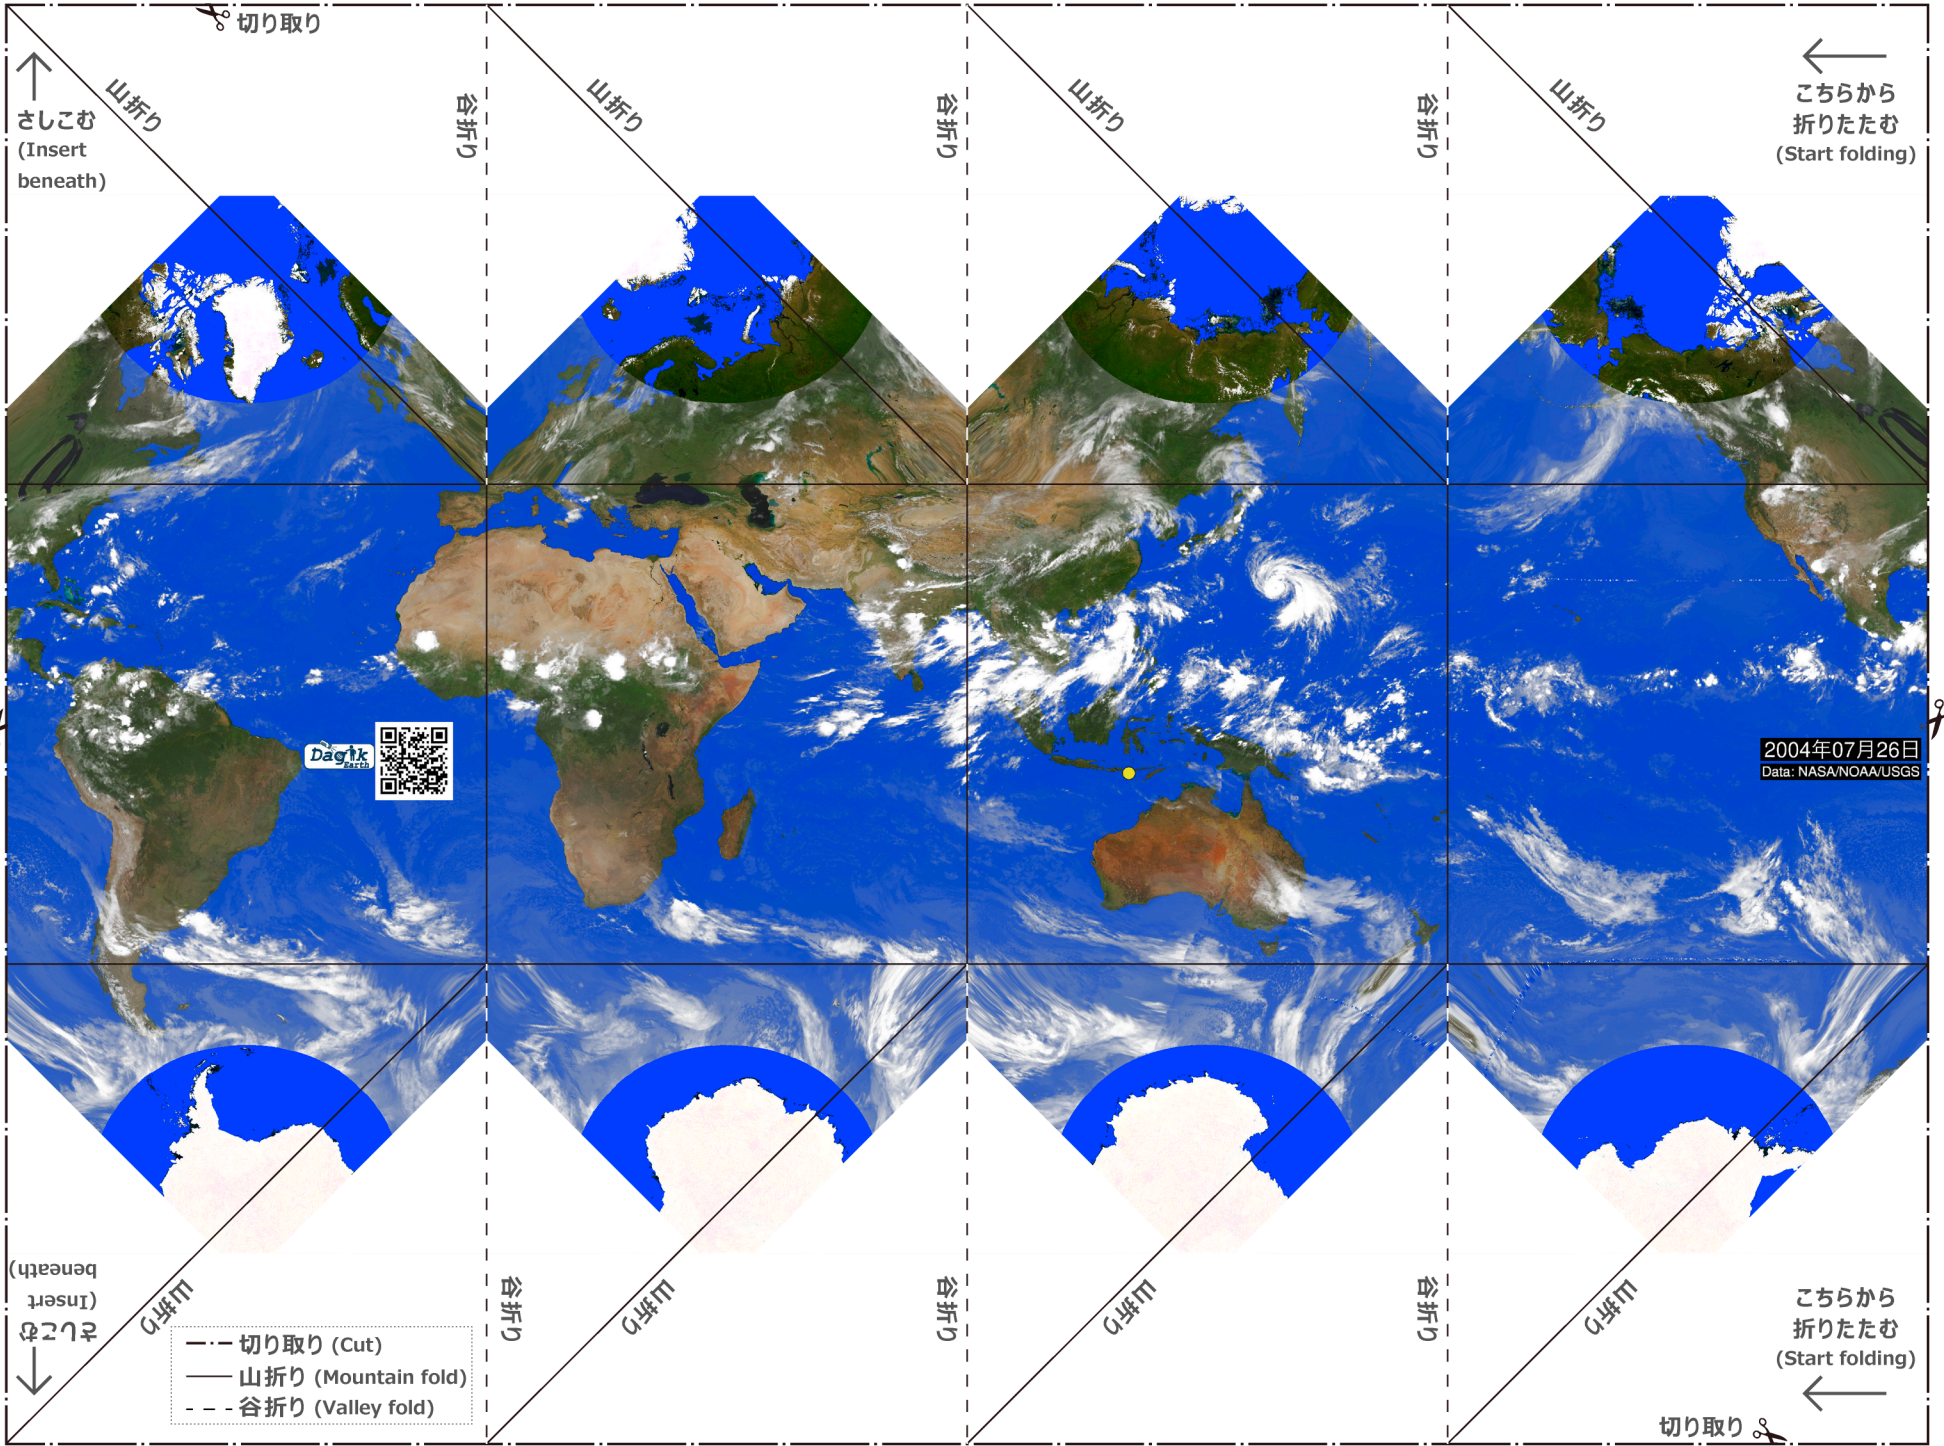 切り取り
山折り
谷折り
山折り
谷折り
山折り
谷折り
山折り
さしこむ
(Insert
beneath)
こちらから
折りたたむ
(Start folding)
Dagik
Earth
2004年07月26日
Data: NASA/NOAA/USGS
さしこむ
(Insert
beneath)
山折り
谷折り
山折り
谷折り
山折り
谷折り
山折り
こちらから
折りたたむ
(Start folding)
切り取り (Cut)
山折り (Mountain fold)
谷折り (Valley fold)
切り取り